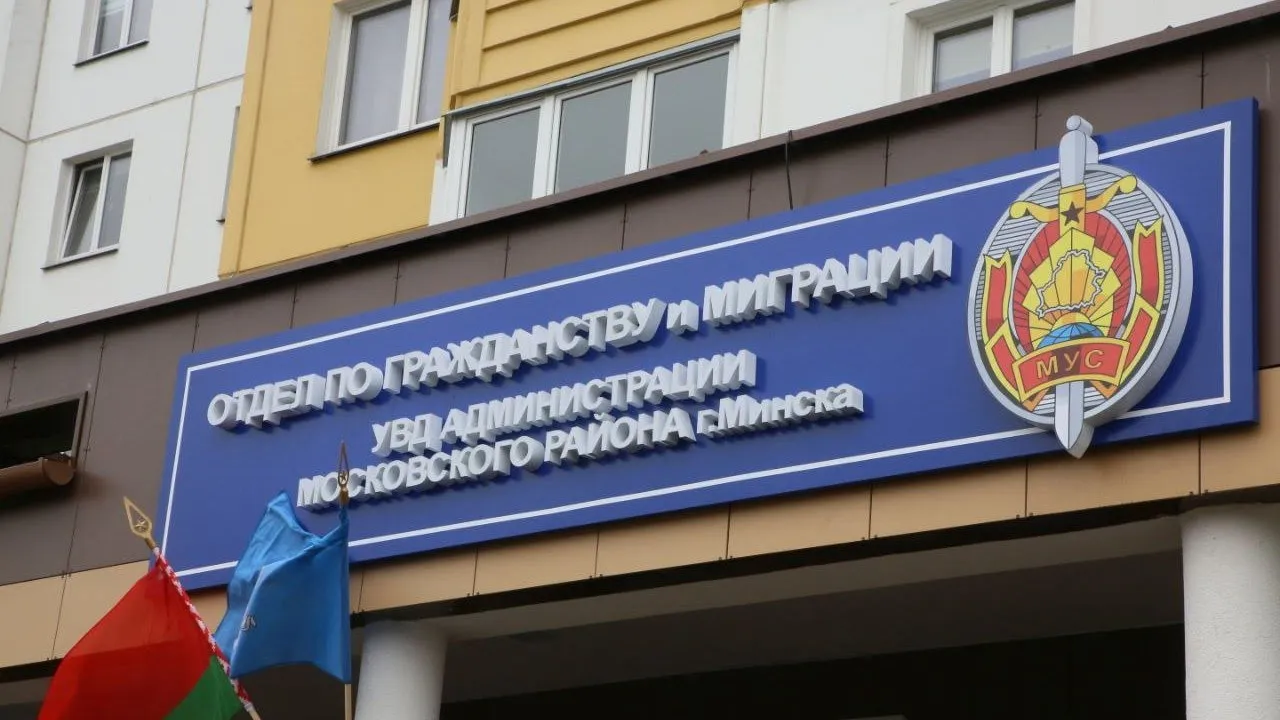 ОТДЕЛ ПО ГРАЖДАНСТВУ и МИГРАЦИИ
УВД АДМИНИСТРАЦИИ
МОСКОВСКОГО РАЙОНА г.Минска
МУС